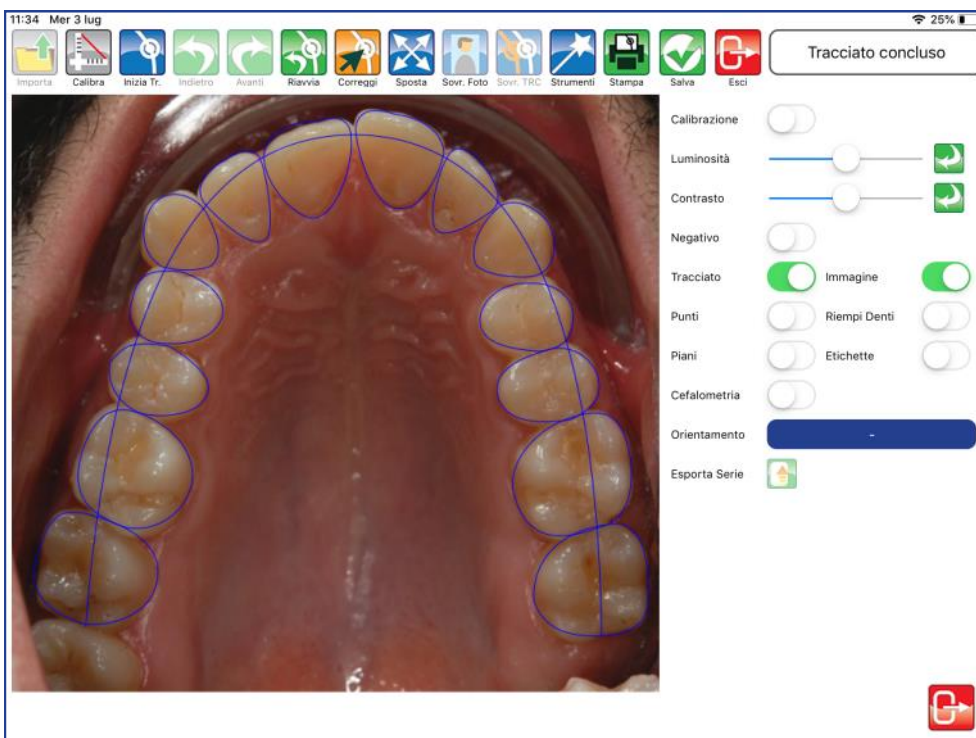 11:34 Mer 3 lug
25%
Importa Calibra Inizia Tr. Indietro Avanti Riavvia Correggi Sposta Sovr. Foto Sovr. TRC Strumenti Stampa Salva Esci
Tracciato concluso
Calibrazione
Luminosità
Contrasto
Negativo
Tracciato Immagine
Punti Riempi Denti
Piani Etichette
Cefalometria
Orientamento -
Esporta Serie